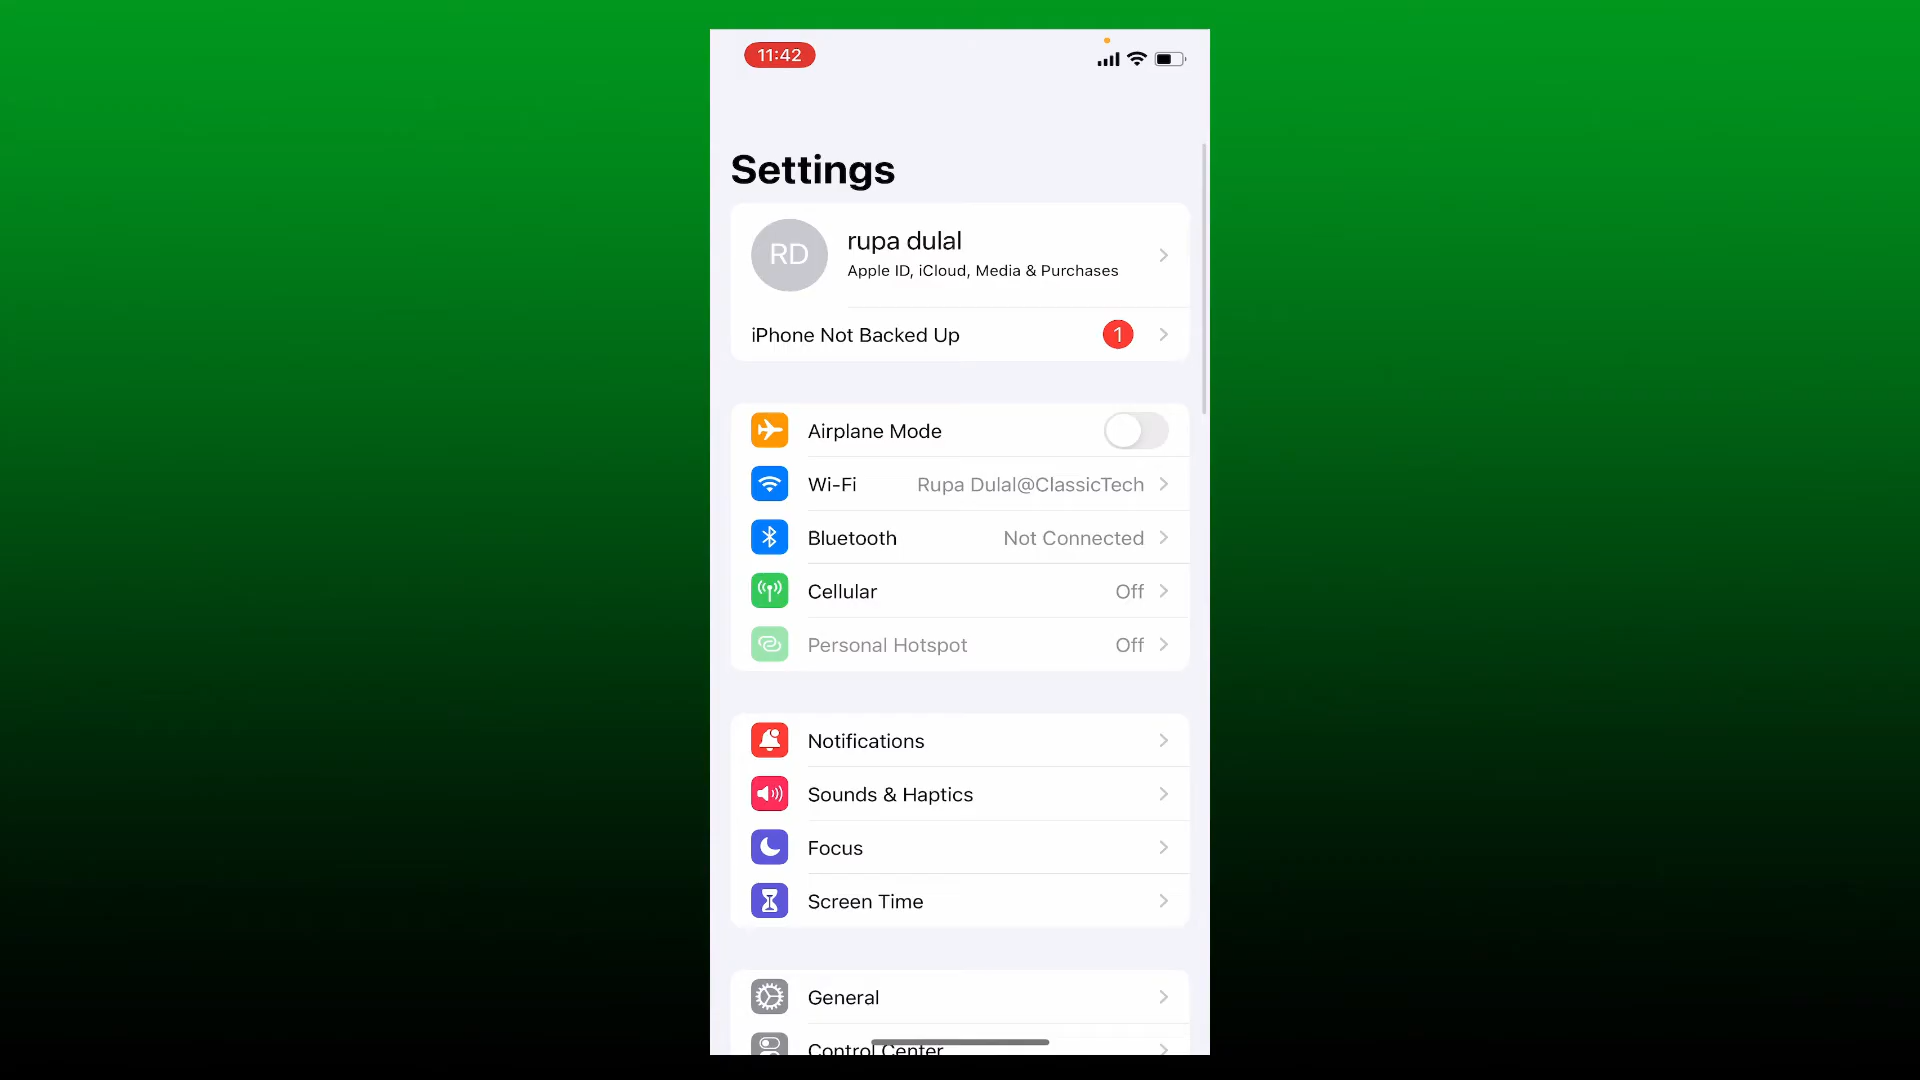 11:42
Settings
RD
rupa dulal
Apple ID, iCloud, Media & Purchases
iPhone Not Backed Up 1
Airplane Mode
Wi-Fi Rupa Dulal@ClassicTech
Bluetooth Not Connected
Cellular Off
Personal Hotspot Off
Notifications
Sounds & Haptics
Focus
Screen Time
General
Control Center